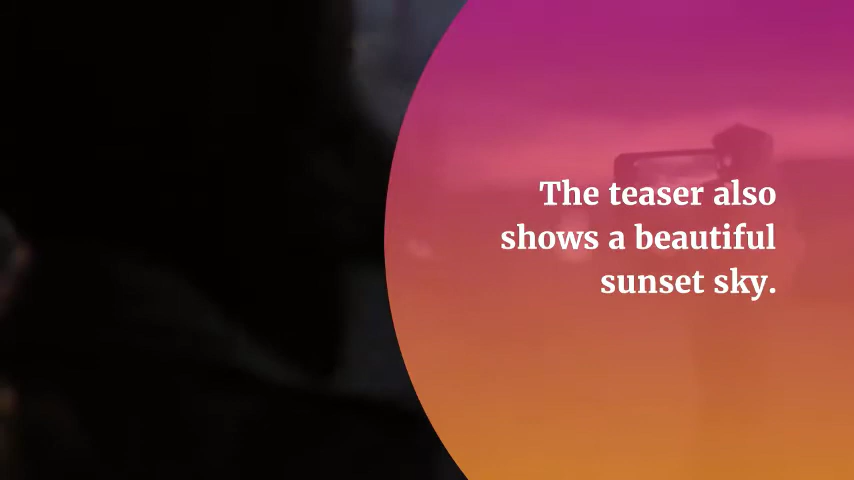 The teaser also
shows a beautiful
sunset sky.